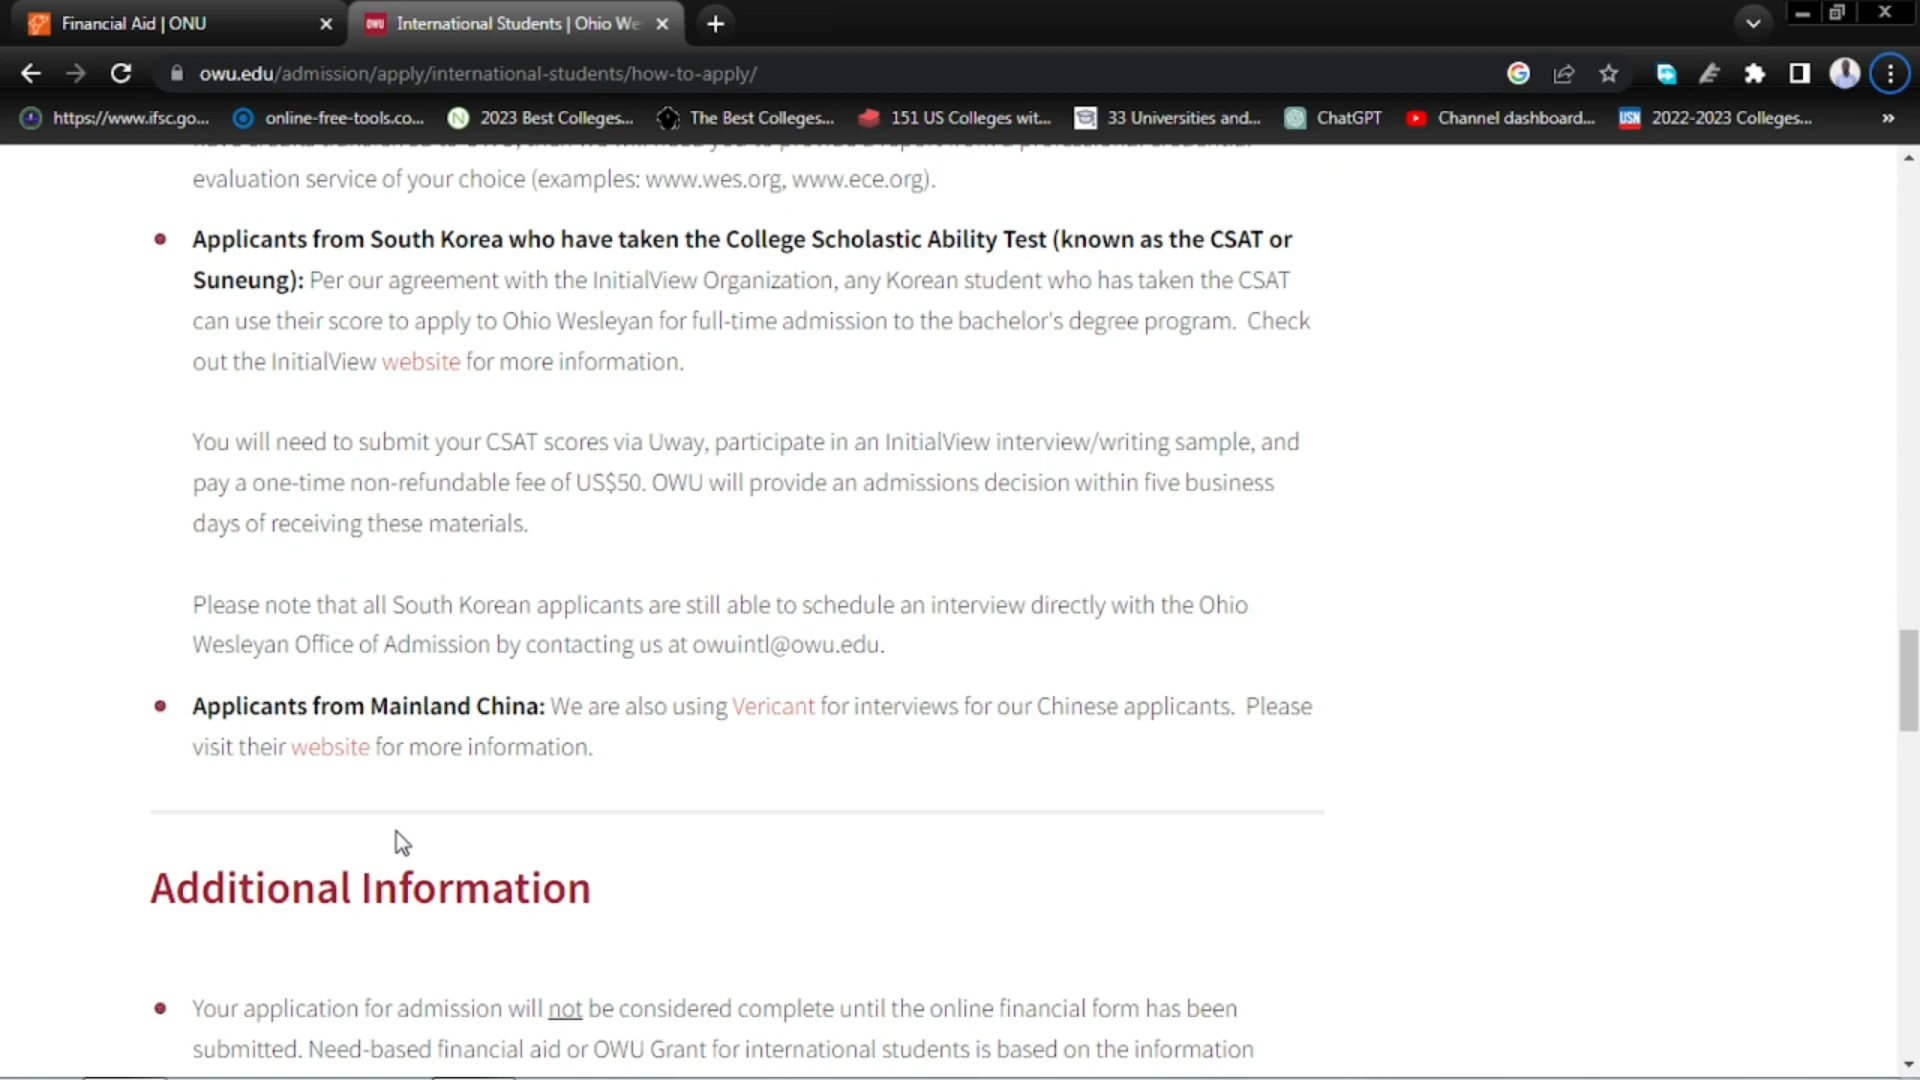 Financial Aid | ONU
International Students | Ohio We
owu.edu/admission/apply/international-students/how-to-apply/
https://www.ifsc.go...
online-free-tools.co...
2023 Best Colleges...
The Best Colleges...
151 US Colleges wit...
33 Universities and...
ChatGPT
Channel dashboard...
USN
2022-2023 Colleges...
»
evaluation service of your choice (examples: www.wes.org, www.ece.org).
Applicants from South Korea who have taken the College Scholastic Ability Test (known as the CSAT or
Suneung): Per our agreement with the InitialView Organization, any Korean student who has taken the CSAT
can use their score to apply to Ohio Wesleyan for full-time admission to the bachelor's degree program. Check
out the InitialView website for more information.
You will need to submit your CSAT scores via Uway, participate in an InitialView interview/writing sample, and
pay a one-time non-refundable fee of US$50. OWU will provide an admissions decision within five business
days of receiving these materials.
Please note that all South Korean applicants are still able to schedule an interview directly with the Ohio
Wesleyan Office of Admission by contacting us at owuintl@owu.edu.
Applicants from Mainland China: We are also using Vericant for interviews for our Chinese applicants. Please
visit their website for more information.
Additional Information
Your application for admission will not be considered complete until the online financial form has been
submitted. Need-based financial aid or OWU Grant for international students is based on the information